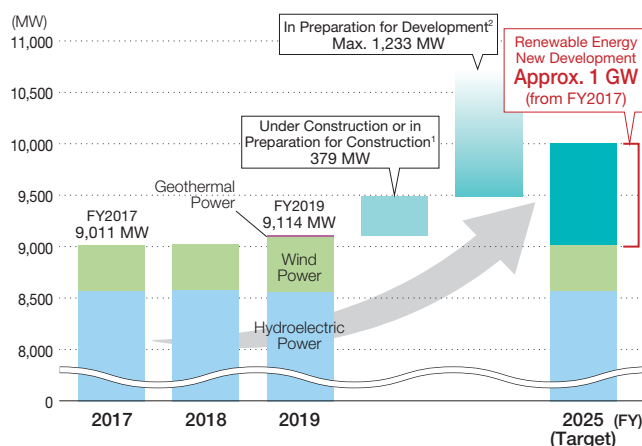 (MW)
11,000
10,500
10,000
9,500
9,000
8,500
8,000
0
In Preparation for Development²
Max. 1,233 MW
Renewable Energy
New Development
Approx. 1 GW
(from FY2017)
Under Construction or in
Preparation for Construction¹
379 MW
Geothermal
Power
FY2017
9,011 MW
FY2019
9,114 MW
Wind
Power
Hydroelectric
Power
2017
2018
2019
2025 (FY)
(Target)